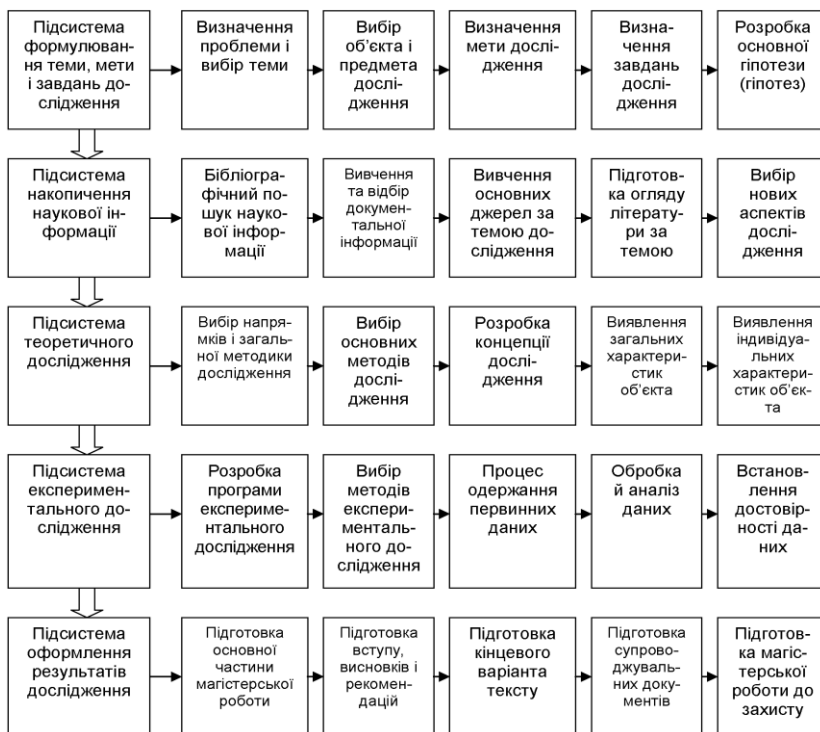 Підсистема
формулюван-
ня теми, мети
і завдань до-
слідження
Визначення
проблеми і
вибір теми
Вибір
об’єкта і
предмета
дослі-
дження
Визначення
мети дослі-
дження
Визна-
чення
завдань
дослі-
дження
Розробка
основної
гіпотези
(гіпотез)
Підсистема
накопичення
наукової ін-
формації
Бібліогра-
фічний по-
шук науко-
вої інфор-
мації
Вивчення
та відбір
докумен-
тальної
інформації
Вивчення
основних
джерел за
темою до-
слідження
Підготов-
ка огляду
літерату-
ри за
темою
Вибір
нових
аспектів
дослі-
дження
Підсистема
теоретичного
дослідження
Вибір напря-
мків і загаль-
ної методики
дослідження
Вибір
основних
методів
дослі-
дження
Розробка
концепції
дослі-
дження
Виявлення
загальних
характери-
стик
об’єкта
Виявлення
індивіду-
альних
характери-
стик об’єк-
та
Підсистема
експеримен-
тального до-
слідження
Розробка
програми
експериме-
нтального
дослідження
Вибір
методів
експери-
менталь-
ного до-
слідження
Процес
одержання
первинних
даних
Обробка
й аналіз
даних
Встанов-
лення
достовір-
ності да-
них
Підсистема
оформлення
результатів
дослідження
Підготовка
основної
частини
магістерської
роботи
Підготовка
вступу,
висновків і
рекомен-
дацій
Підготовка
кінцевого
варіанта
тексту
Підготовка
супрово-
джуваль-
них доку-
ментів
Підготов-
ка магіс-
терської
роботи до
захисту